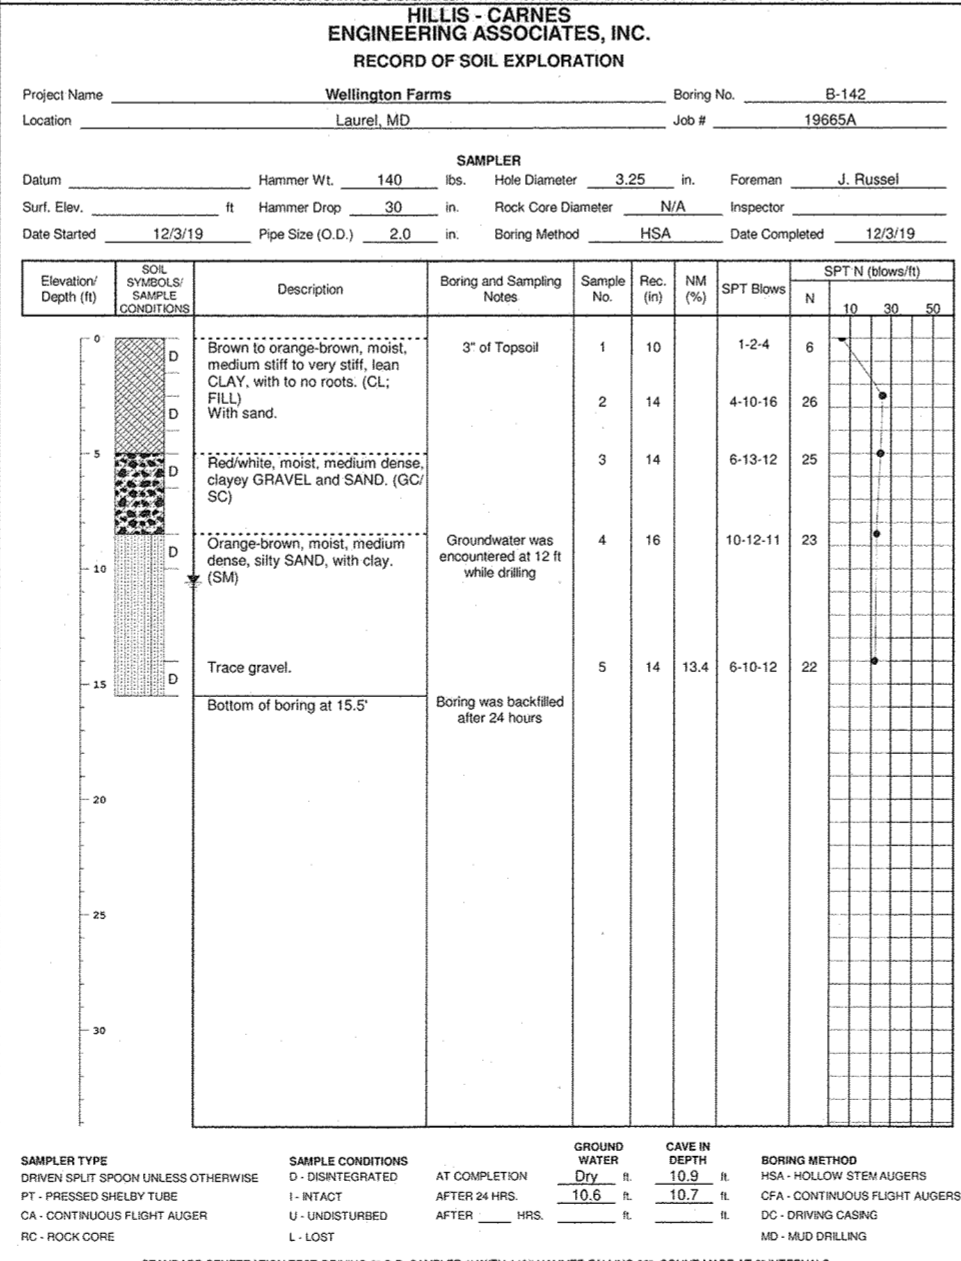 HILLIS - CARNES
ENGINEERING ASSOCIATES, INC.
RECORD OF SOIL EXPLORATION
Project Name Wellington Farms Boring No. B-142
Location Laurel, MD Job # 19665A
SAMPLER
Datum Hammer Wt. 140 lbs. Hole Diameter 3.25 in. Foreman J. Russel
Surf. Elev. ft Hammer Drop 30 in. Rock Core Diameter N/A Inspector
Date Started 12/3/19 Pipe Size (O.D.) 2.0 in. Boring Method HSA Date Completed 12/3/19
Elevation/ Depth (ft) SOIL SYMBOLS/ SAMPLE CONDITIONS Description Boring and Sampling Notes Sample No. Rec. (in) NM (%) SPT Blows SPT N (blows/ft)
N 10 30 50
0 D Brown to orange-brown, moist, 3" of Topsoil 1 10 1-2-4 6
medium stiff to very stiff, lean
CLAY, with to no roots. (CL;
FILL)
D With sand. 2 14 4-10-16 26
5 D Red/white, moist, medium dense, 3 14 6-13-12 25
clayey GRAVEL and SAND. (GC/
SC)
D Orange-brown, moist, medium Groundwater was 4 16 10-12-11 23
dense, silty SAND, with clay. encountered at 12 ft
10 (SM) while drilling
Trace gravel. 5 14 13.4 6-10-12 22
15 D
Bottom of boring at 15.5' Boring was backfilled
after 24 hours
20
25
30
GROUND WATER CAVE IN DEPTH
SAMPLER TYPE SAMPLE CONDITIONS BORING METHOD
DRIVEN SPLIT SPOON UNLESS OTHERWISE D - DISINTEGRATED AT COMPLETION Dry ft. 10.9 ft. HSA - HOLLOW STEM AUGERS
PT - PRESSED SHELBY TUBE I - INTACT AFTER 24 HRS. 10.6 ft. 10.7 ft. CFA - CONTINUOUS FLIGHT AUGERS
CA - CONTINUOUS FLIGHT AUGER U - UNDISTURBED AFTER HRS. ft. ft. DC - DRIVING CASING
RC - ROCK CORE L - LOST MD - MUD DRILLING